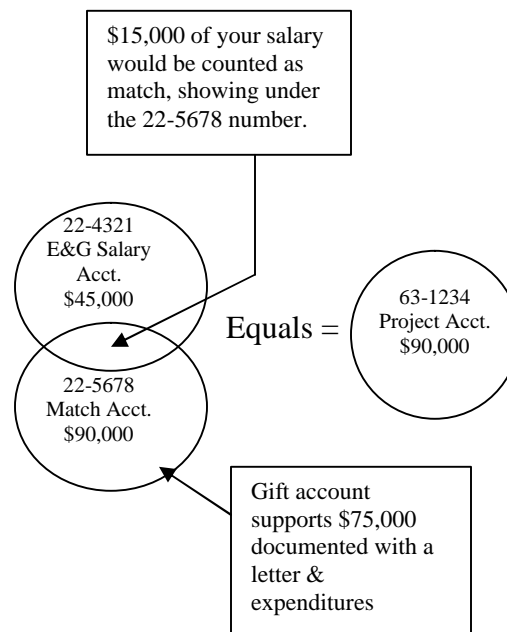 $15,000 of your salary
would be counted as
match, showing under
the 22-5678 number.
22-4321
E&G Salary
Acct.
$45,000
22-5678
Match Acct.
$90,000
Equals =
63-1234
Project Acct.
$90,000
Gift account
supports $75,000
documented with a
letter &
expenditures